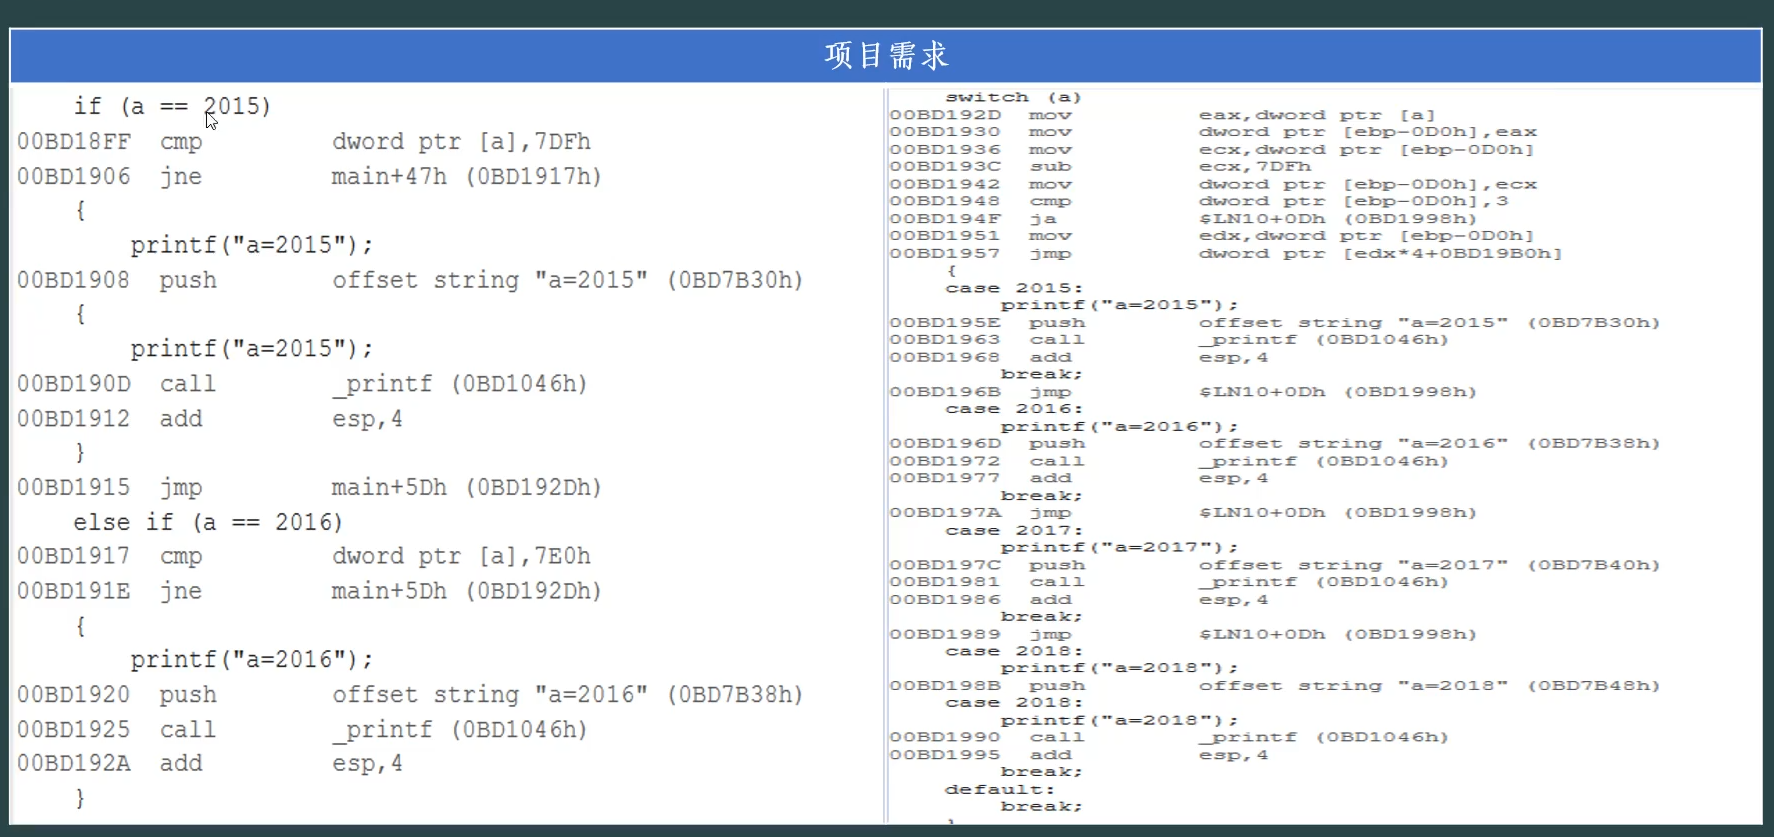 项目需求
if (a == 2015)
00BD18FF cmp dword ptr [a],7DFh
00BD1906 jne main+47h (0BD1917h)
{
printf("a=2015");
00BD1908 push offset string "a=2015" (0BD7B30h)
{
printf("a=2015");
00BD190D call _printf (0BD1046h)
00BD1912 add esp,4
}
00BD1915 jmp main+5Dh (0BD192Dh)
else if (a == 2016)
00BD1917 cmp dword ptr [a],7E0h
00BD191E jne main+5Dh (0BD192Dh)
{
printf("a=2016");
00BD1920 push offset string "a=2016" (0BD7B38h)
00BD1925 call _printf (0BD1046h)
00BD192A add esp,4
}
switch (a)
00BD192D mov eax,dword ptr [a]
00BD1930 mov dword ptr [ebp-0D0h],eax
00BD1936 mov ecx,dword ptr [ebp-0D0h]
00BD193C sub ecx,7DFh
00BD1942 mov dword ptr [ebp-0D0h],ecx
00BD1948 cmp dword ptr [ebp-0D0h],3
00BD194F ja $LN10+0Dh (0BD1998h)
00BD1951 mov edx,dword ptr [ebp-0D0h]
00BD1957 jmp dword ptr [edx*4+0BD19B0h]
{
case 2015:
printf("a=2015");
00BD195E push offset string "a=2015" (0BD7B30h)
00BD1963 call _printf (0BD1046h)
00BD1968 add esp,4
break;
00BD196B jmp $LN10+0Dh (0BD1998h)
case 2016:
printf("a=2016");
00BD196D push offset string "a=2016" (0BD7B38h)
00BD1972 call _printf (0BD1046h)
00BD1977 add esp,4
break;
00BD197A jmp $LN10+0Dh (0BD1998h)
case 2017:
printf("a=2017");
00BD197C push offset string "a=2017" (0BD7B40h)
00BD1981 call _printf (0BD1046h)
00BD1986 add esp,4
break;
00BD1989 jmp $LN10+0Dh (0BD1998h)
case 2018:
printf("a=2018");
00BD198B push offset string "a=2018" (0BD7B48h)
case 2018:
printf("a=2018");
00BD1990 call _printf (0BD1046h)
00BD1995 add esp,4
break;
default:
break;